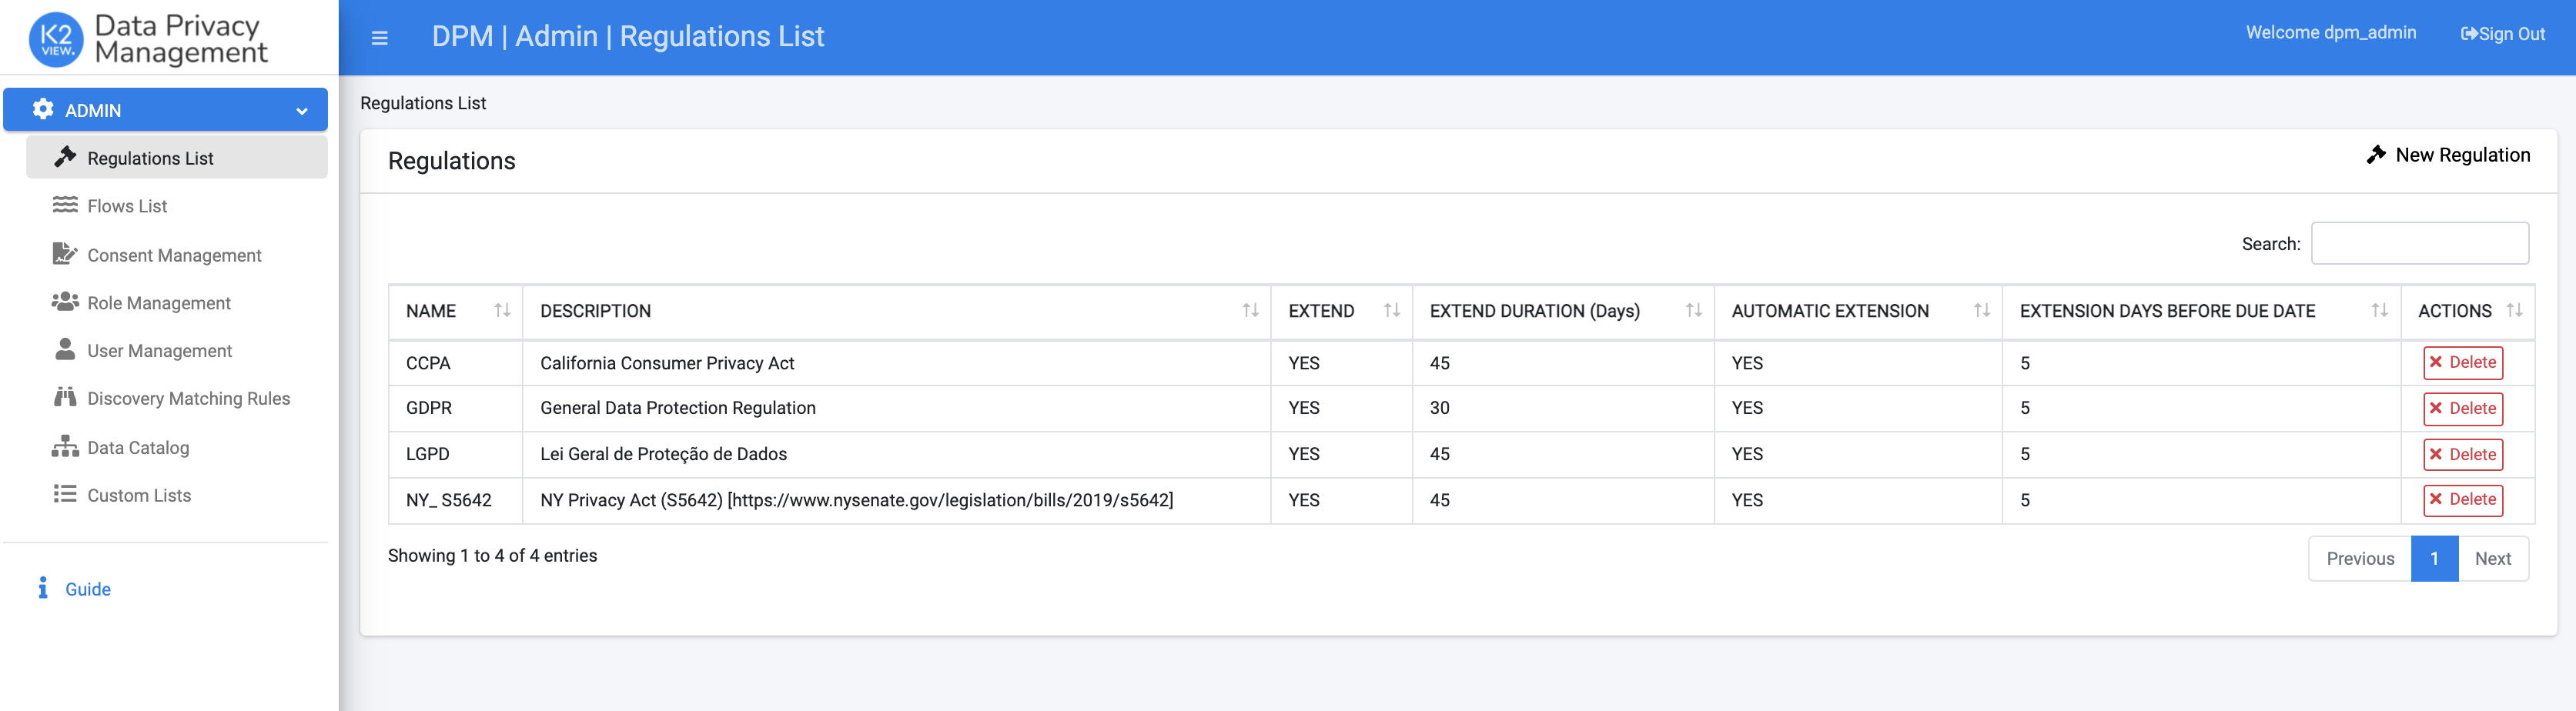 K2
VIEW.
Data Privacy
Management
DPM | Admin | Regulations List
Welcome dpm_admin
Sign Out
ADMIN
Regulations List
Flows List
Consent Management
Role Management
User Management
Discovery Matching Rules
Data Catalog
Custom Lists
Guide
Regulations List
Regulations
New Regulation
Search:
NAME DESCRIPTION EXTEND EXTEND DURATION (Days) AUTOMATIC EXTENSION EXTENSION DAYS BEFORE DUE DATE ACTIONS
CCPA California Consumer Privacy Act YES 45 YES 5 Delete
GDPR General Data Protection Regulation YES 30 YES 5 Delete
LGPD Lei Geral de Proteção de Dados YES 45 YES 5 Delete
NY_ S5642 NY Privacy Act (S5642) [https://www.nysenate.gov/legislation/bills/2019/s5642] YES 45 YES 5 Delete
Showing 1 to 4 of 4 entries
Previous 1 Next